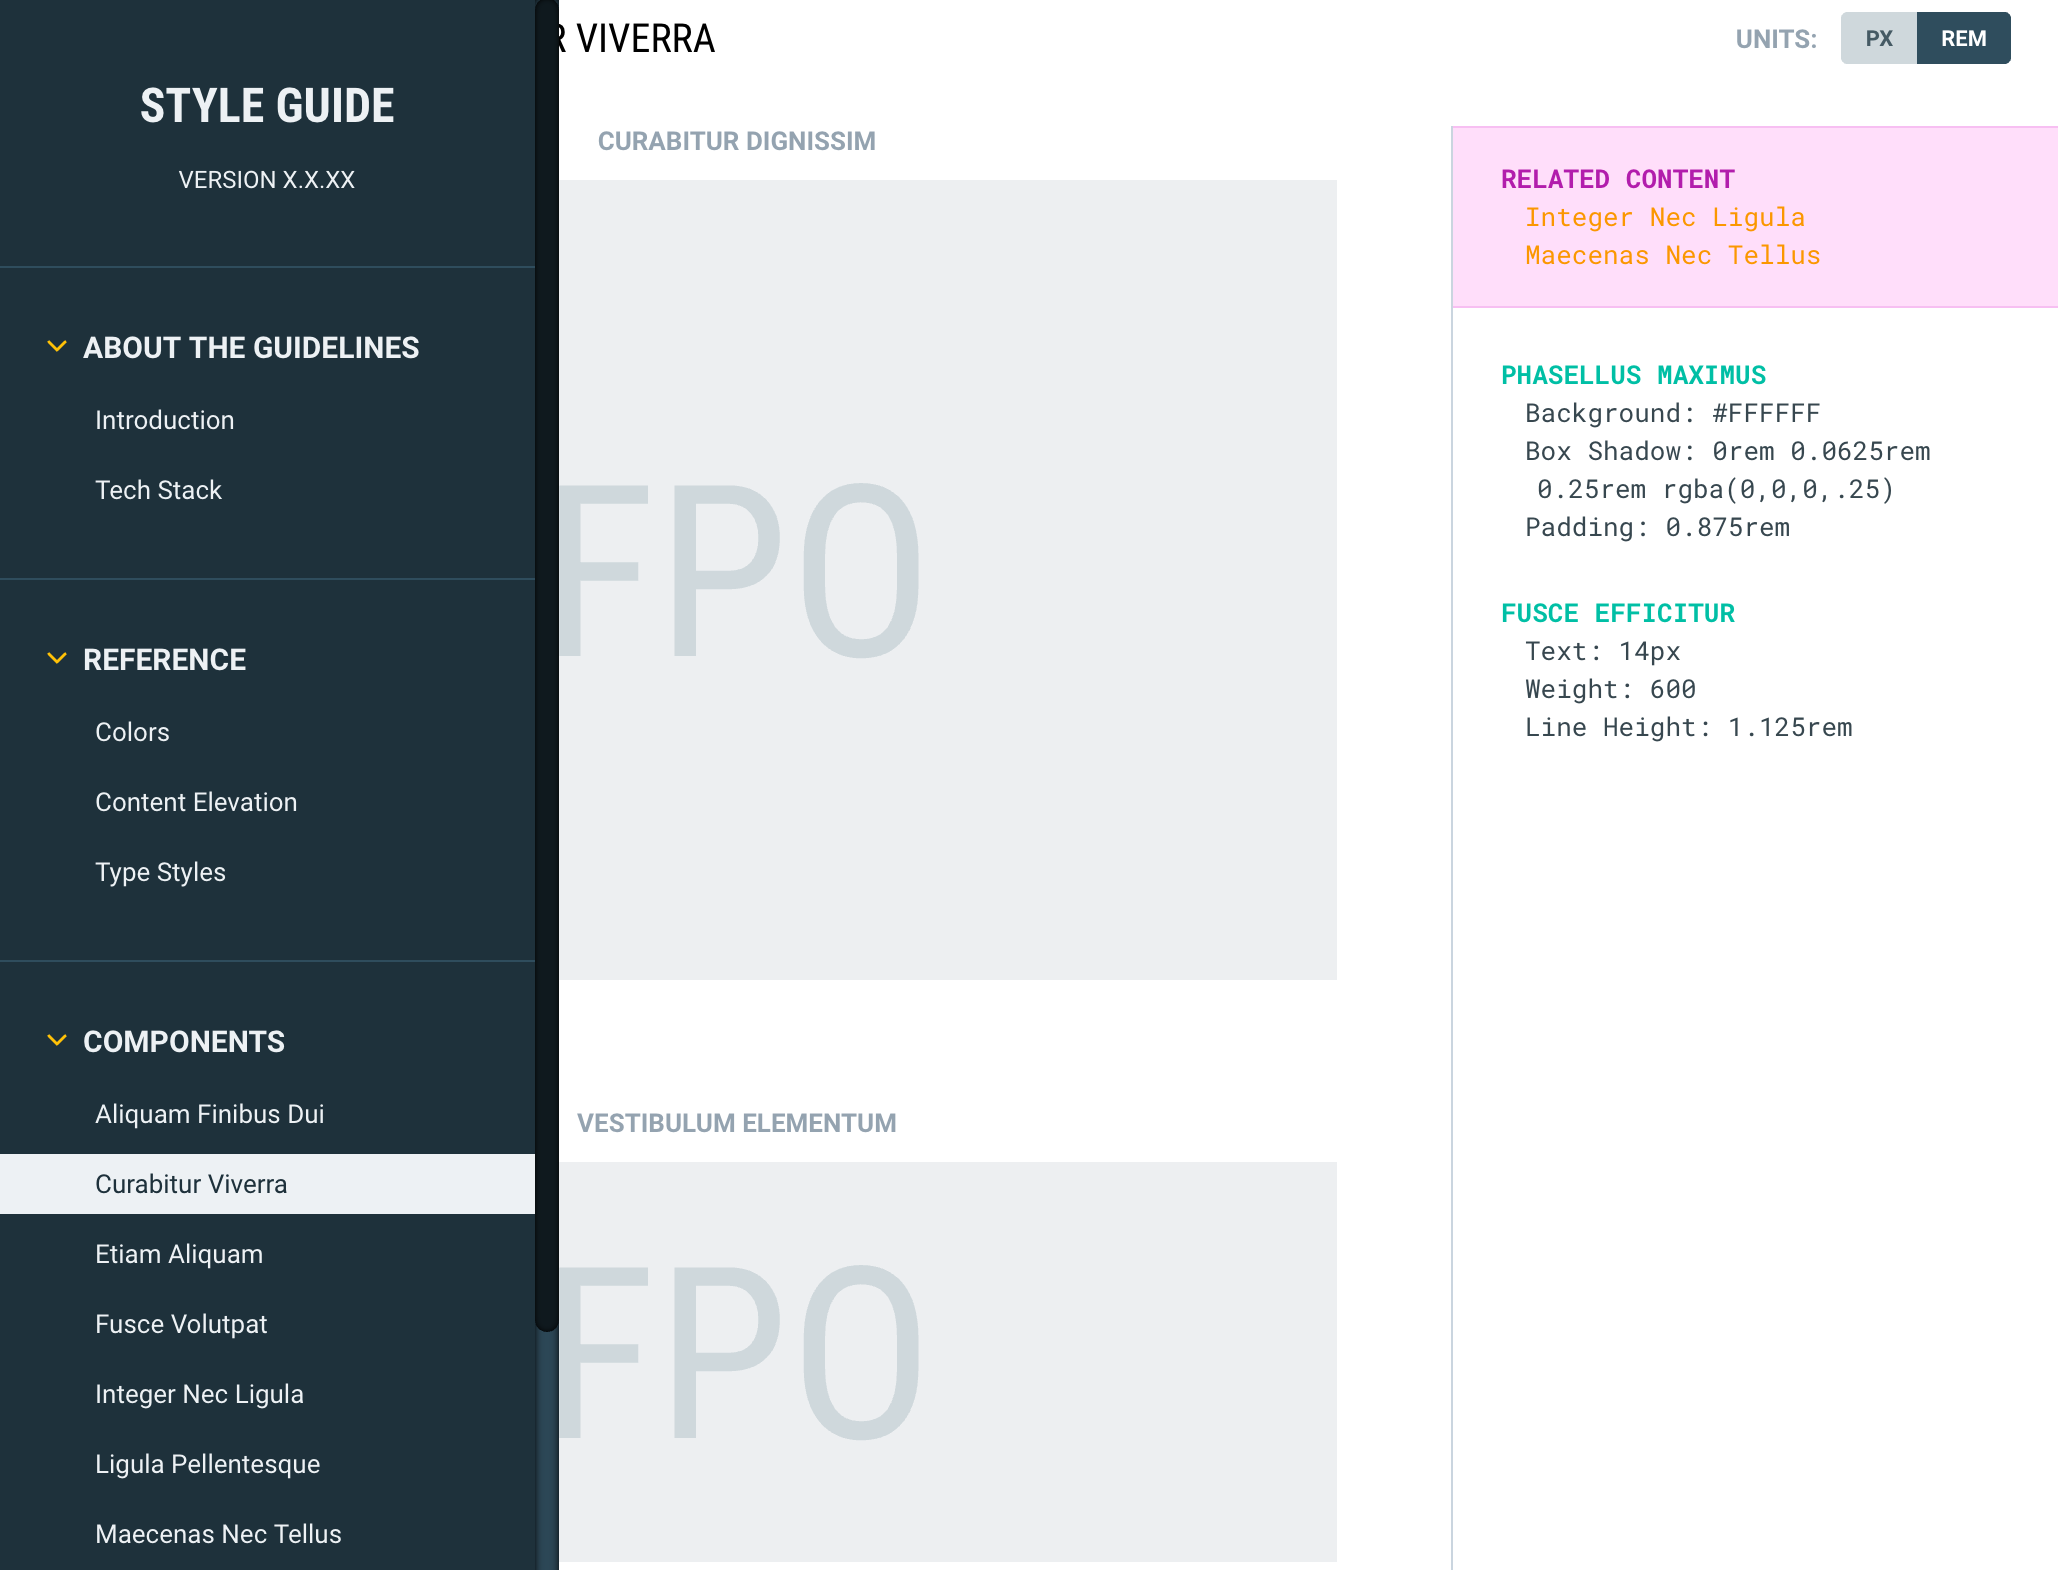 STYLE GUIDE
VERSION X.X.XX
ABOUT THE GUIDELINES
Introduction
Tech Stack
REFERENCE
Colors
Content Elevation
Type Styles
COMPONENTS
Aliquam Finibus Dui
Curabitur Viverra
Etiam Aliquam
Fusce Volutpat
Integer Nec Ligula
Ligula Pellentesque
Maecenas Nec Tellus
R VIVERRA
UNITS: PX REM
CURABITUR DIGNISSIM
FPO
VESTIBULUM ELEMENTUM
FPO
RELATED CONTENT
Integer Nec Ligula
Maecenas Nec Tellus
PHASELLUS MAXIMUS
Background: #FFFFFF
Box Shadow: 0rem 0.0625rem
0.25rem rgba(0,0,0,.25)
Padding: 0.875rem
FUSCE EFFICITUR
Text: 14px
Weight: 600
Line Height: 1.125rem